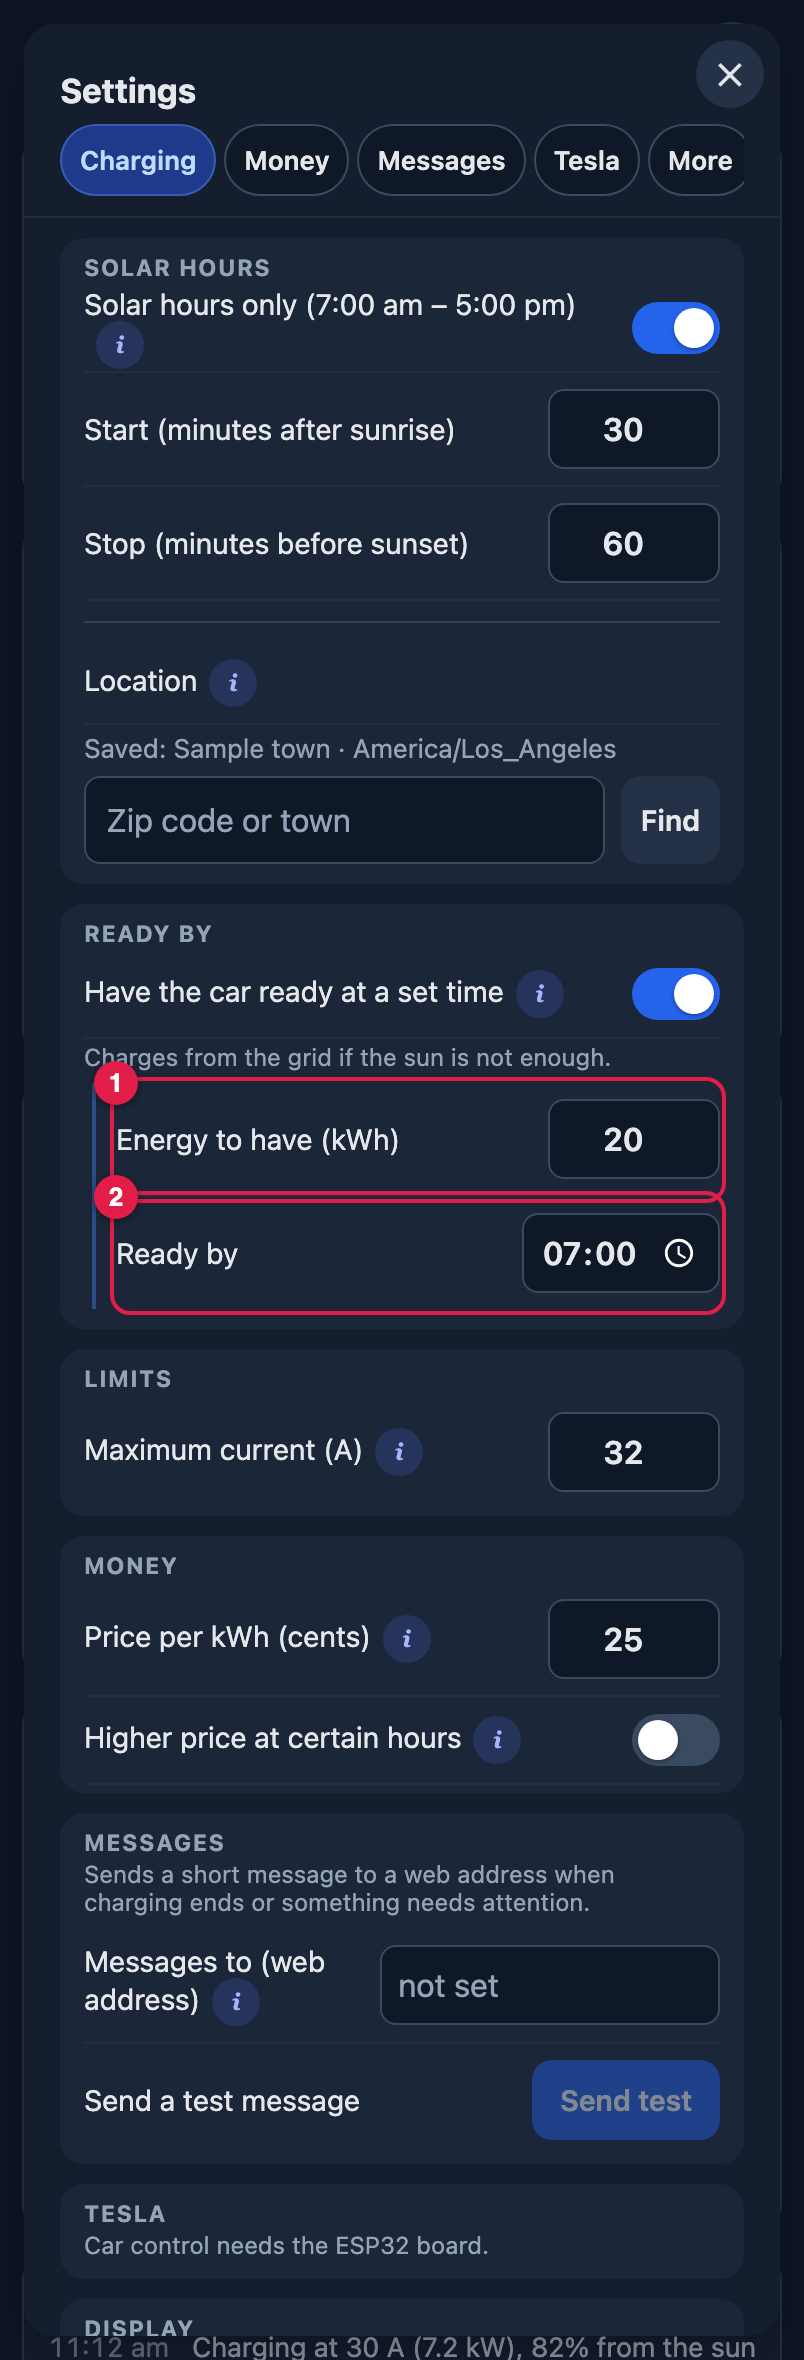 Settings
Charging
Money
Messages
Tesla
More
SOLAR HOURS
Solar hours only (7:00 am – 5:00 pm)
i
Start (minutes after sunrise)
30
Stop (minutes before sunset)
60
Location i
Saved: Sample town · America/Los_Angeles
Zip code or town
Find
READY BY
Have the car ready at a set time i
Charges from the grid if the sun is not enough.
1
Energy to have (kWh)
20
2
Ready by
07:00
LIMITS
Maximum current (A) i
32
MONEY
Price per kWh (cents) i
25
Higher price at certain hours i
MESSAGES
Sends a short message to a web address when
charging ends or something needs attention.
Messages to (web
address) i
not set
Send a test message
Send test
TESLA
Car control needs the ESP32 board.
DISPLAY
11:12 am Charging at 30 A (7.2 kW), 82% from the sun